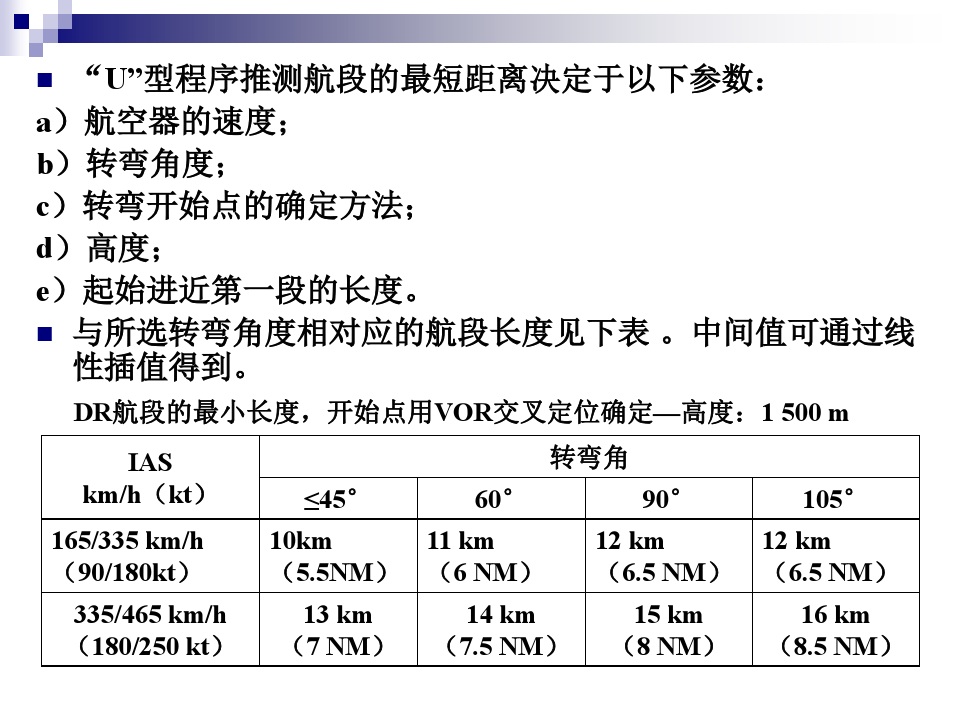 “U”型程序推测航段的最短距离决定于以下参数：
a）航空器的速度；
b）转弯角度；
c）转弯开始点的确定方法；
d）高度；
e）起始进近第一段的长度。
与所选转弯角度相对应的航段长度见下表 。中间值可通过线
性插值得到。
DR航段的最小长度，开始点用VOR交叉定位确定—高度：1 500 m
IAS
km/h（kt）
转弯角
≤45° 60° 90° 105°
165/335 km/h
（90/180kt）
10km
（5.5NM）
11 km
（6 NM）
12 km
（6.5 NM）
12 km
（6.5 NM）
335/465 km/h
（180/250 kt）
13 km
（7 NM）
14 km
（7.5 NM）
15 km
（8 NM）
16 km
（8.5 NM）